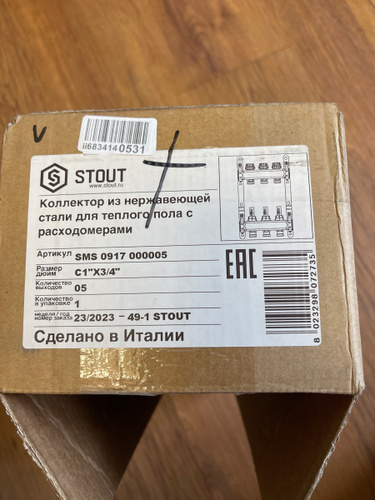 V
ii6834140531
STOUT
www.stout.ru
Коллектор из нержавеющей
стали для теплого пола с
расходомерами
Артикул SMS 0917 000005
Размер
дюйм C1"X3/4"
Количество
выходов 05
Количество
в упаковке 1
неделя / год
номер заказа 23/2023 - 49-1 STOUT
Сделано в Италии
EAC
8 023298 072735